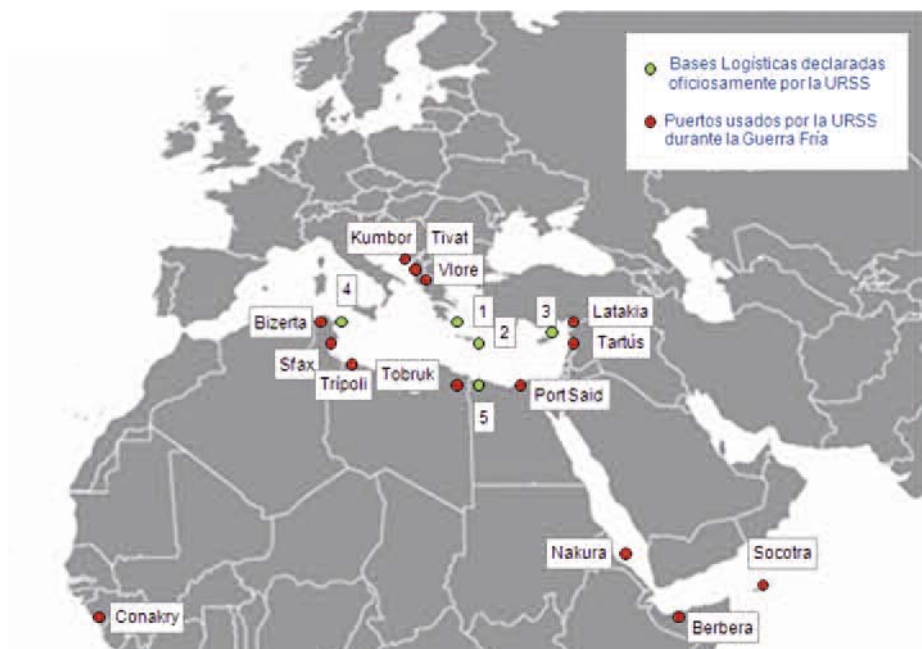 Bases Logísticas declaradas
oficiosamente por la URSS
Puertos usados por la URSS
durante la Guerra Fría
Kumbor
Tivat
Vlore
4
1
3
Latakia
Bizerta
2
Tartús
Sfax
Trípoli
Tobruk
Port Said
5
Nakura
Socotra
Conakry
Berbera